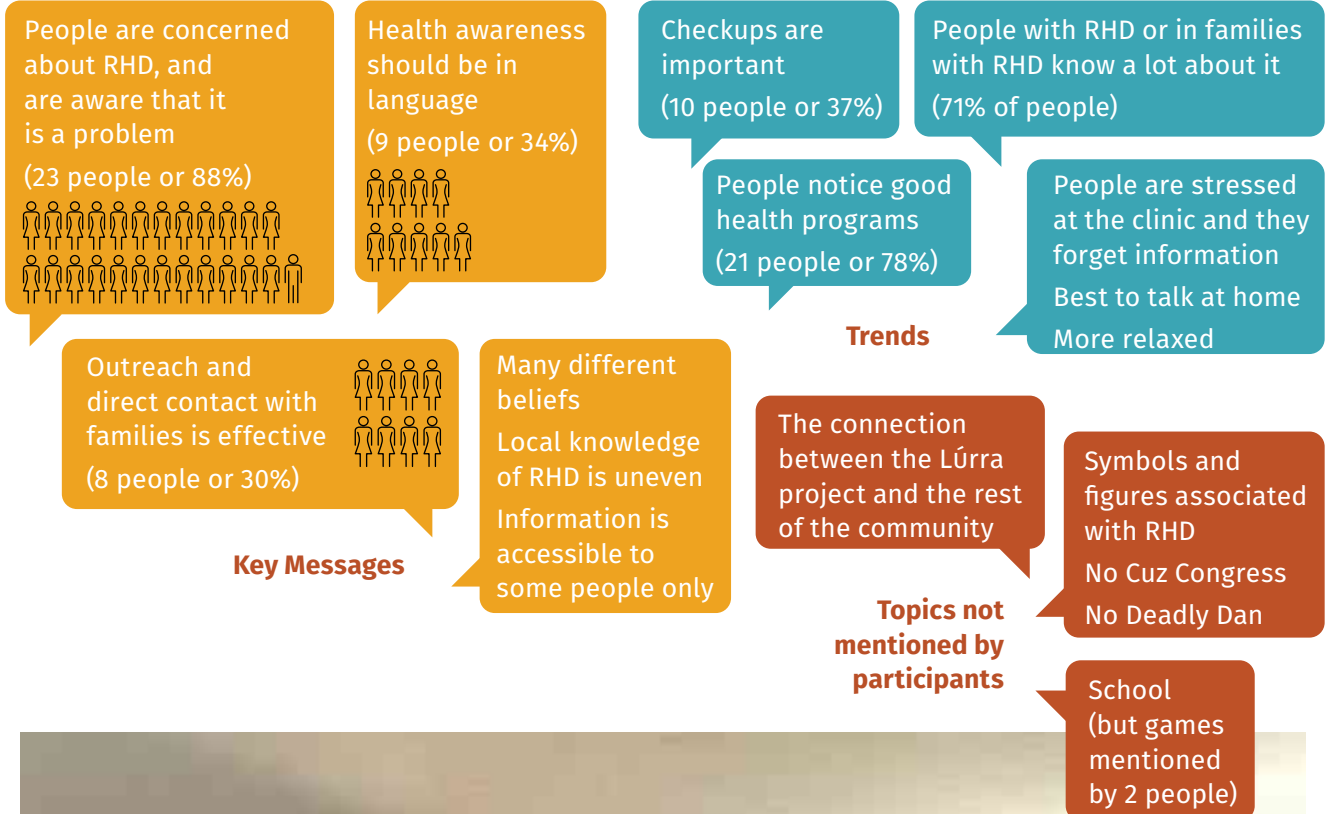 People are concerned
about RHD, and
are aware that it
is a problem
(23 people or 88%)
Health awareness
should be in
language
(9 people or 34%)
Outreach and
direct contact with
families is effective
(8 people or 30%)
Many different
beliefs
Local knowledge
of RHD is uneven
Information is
accessible to
some people only
Key Messages
Checkups are
important
(10 people or 37%)
People with RHD or in families
with RHD know a lot about it
(71% of people)
People notice good
health programs
(21 people or 78%)
People are stressed
at the clinic and they
forget information
Best to talk at home
More relaxed
Trends
The connection
between the Lúrra
project and the rest
of the community
Symbols and
figures associated
with RHD
No Cuz Congress
No Deadly Dan
Topics not
mentioned by
participants
School
(but games
mentioned
by 2 people)